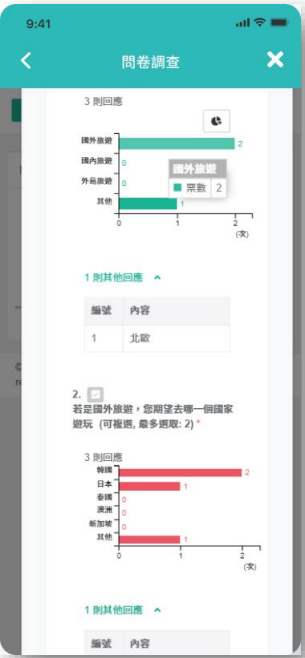 9:41
問卷調查
3 則回應
國外旅遊
2
國內旅遊
0
國外旅遊
票數 2
外島旅遊
0
其他
1
0 1 2
(次)
1 則其他回應
編號 內容
1 北歐
2.
若是國外旅遊，您期望去哪一個國家
遊玩 (可複選, 最多選取: 2) *
3 則回應
韓國
2
日本
1
泰國
0
澳洲
0
新加坡
0
其他
1
0 1 2
(次)
1 則其他回應
編號 內容